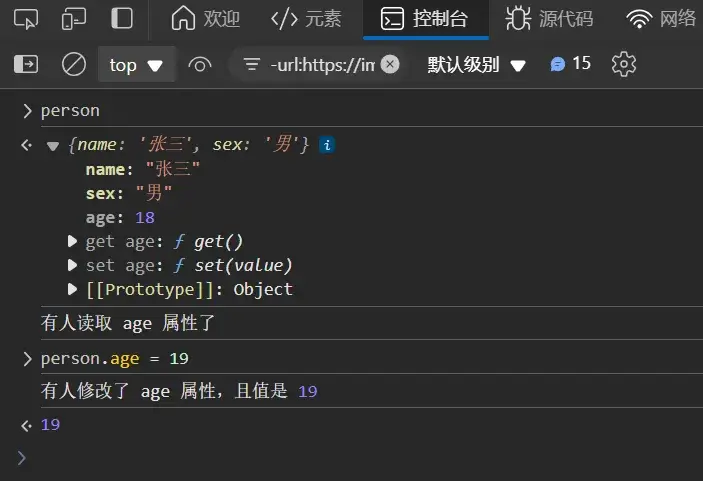 欢迎 </> 元素 控制台 源代码 网络
top -url:https://im 默认级别 15
> person
{name: '张三', sex: '男'} i
name: "张三"
sex: "男"
age: 18
get age: ƒ get()
set age: ƒ set(value)
[[Prototype]]: Object
有人读取 age 属性了
> person.age = 19
有人修改了 age 属性，且值是 19
19
>